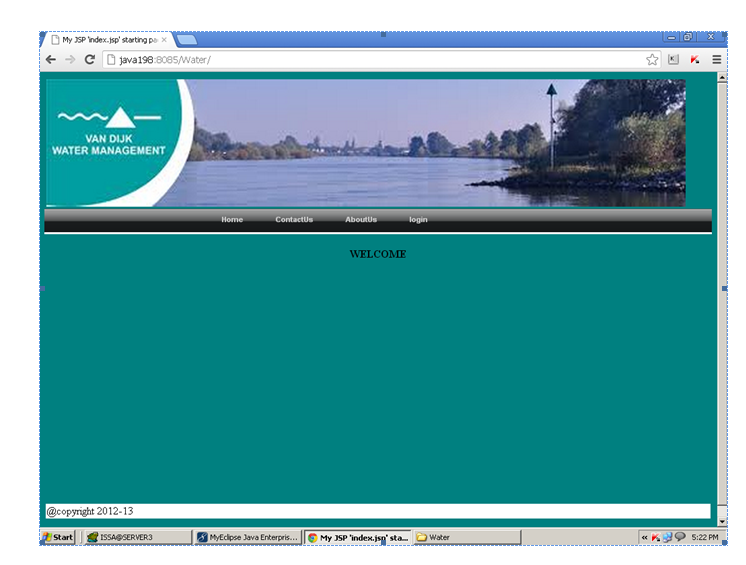 My JSP 'index.jsp' starting pa
java198:8085/Water/
VAN DIJK
WATER MANAGEMENT
Home ContactUs AboutUs login
WELCOME
@copyright 2012-13
Start ISSA@SERVER3 MyEclipse Java Enterpris... My JSP 'index.jsp' sta... Water « 5:22 PM